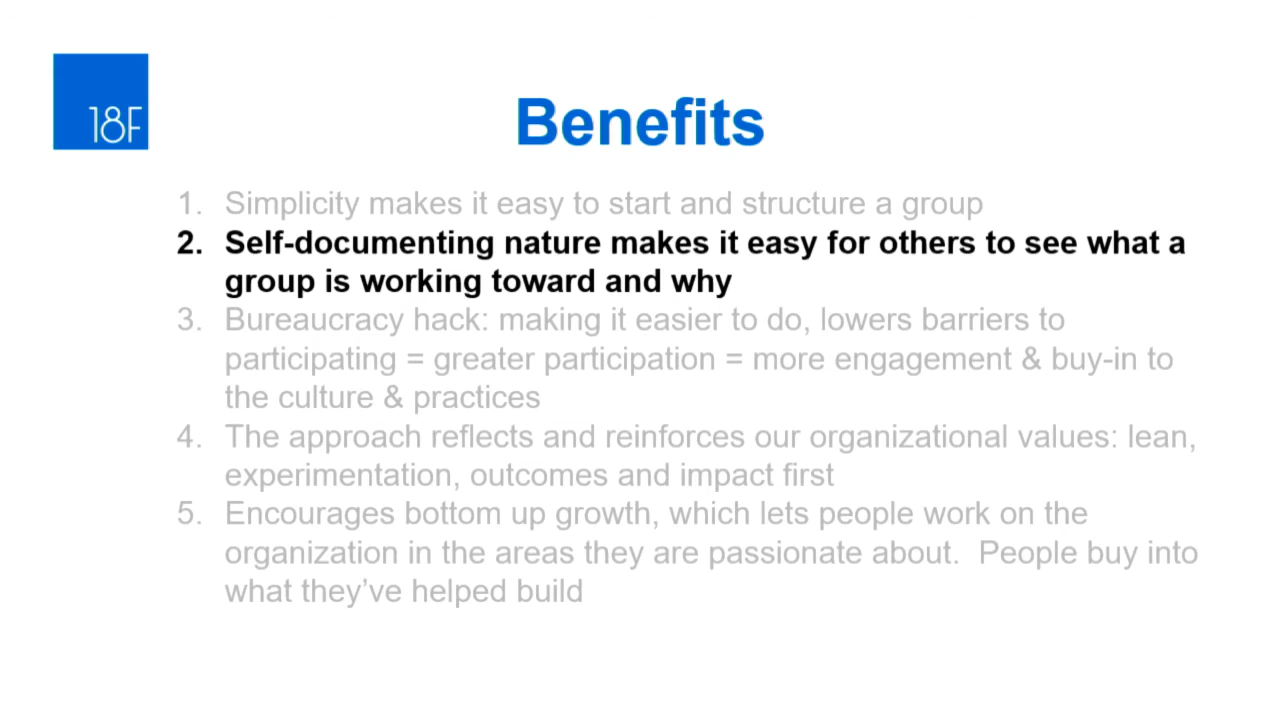 18F
Benefits
1. Simplicity makes it easy to start and structure a group
2. Self-documenting nature makes it easy for others to see what a
group is working toward and why
3. Bureaucracy hack: making it easier to do, lowers barriers to
participating = greater participation = more engagement & buy-in to
the culture & practices
4. The approach reflects and reinforces our organizational values: lean,
experimentation, outcomes and impact first
5. Encourages bottom up growth, which lets people work on the
organization in the areas they are passionate about.  People buy into
what they’ve helped build